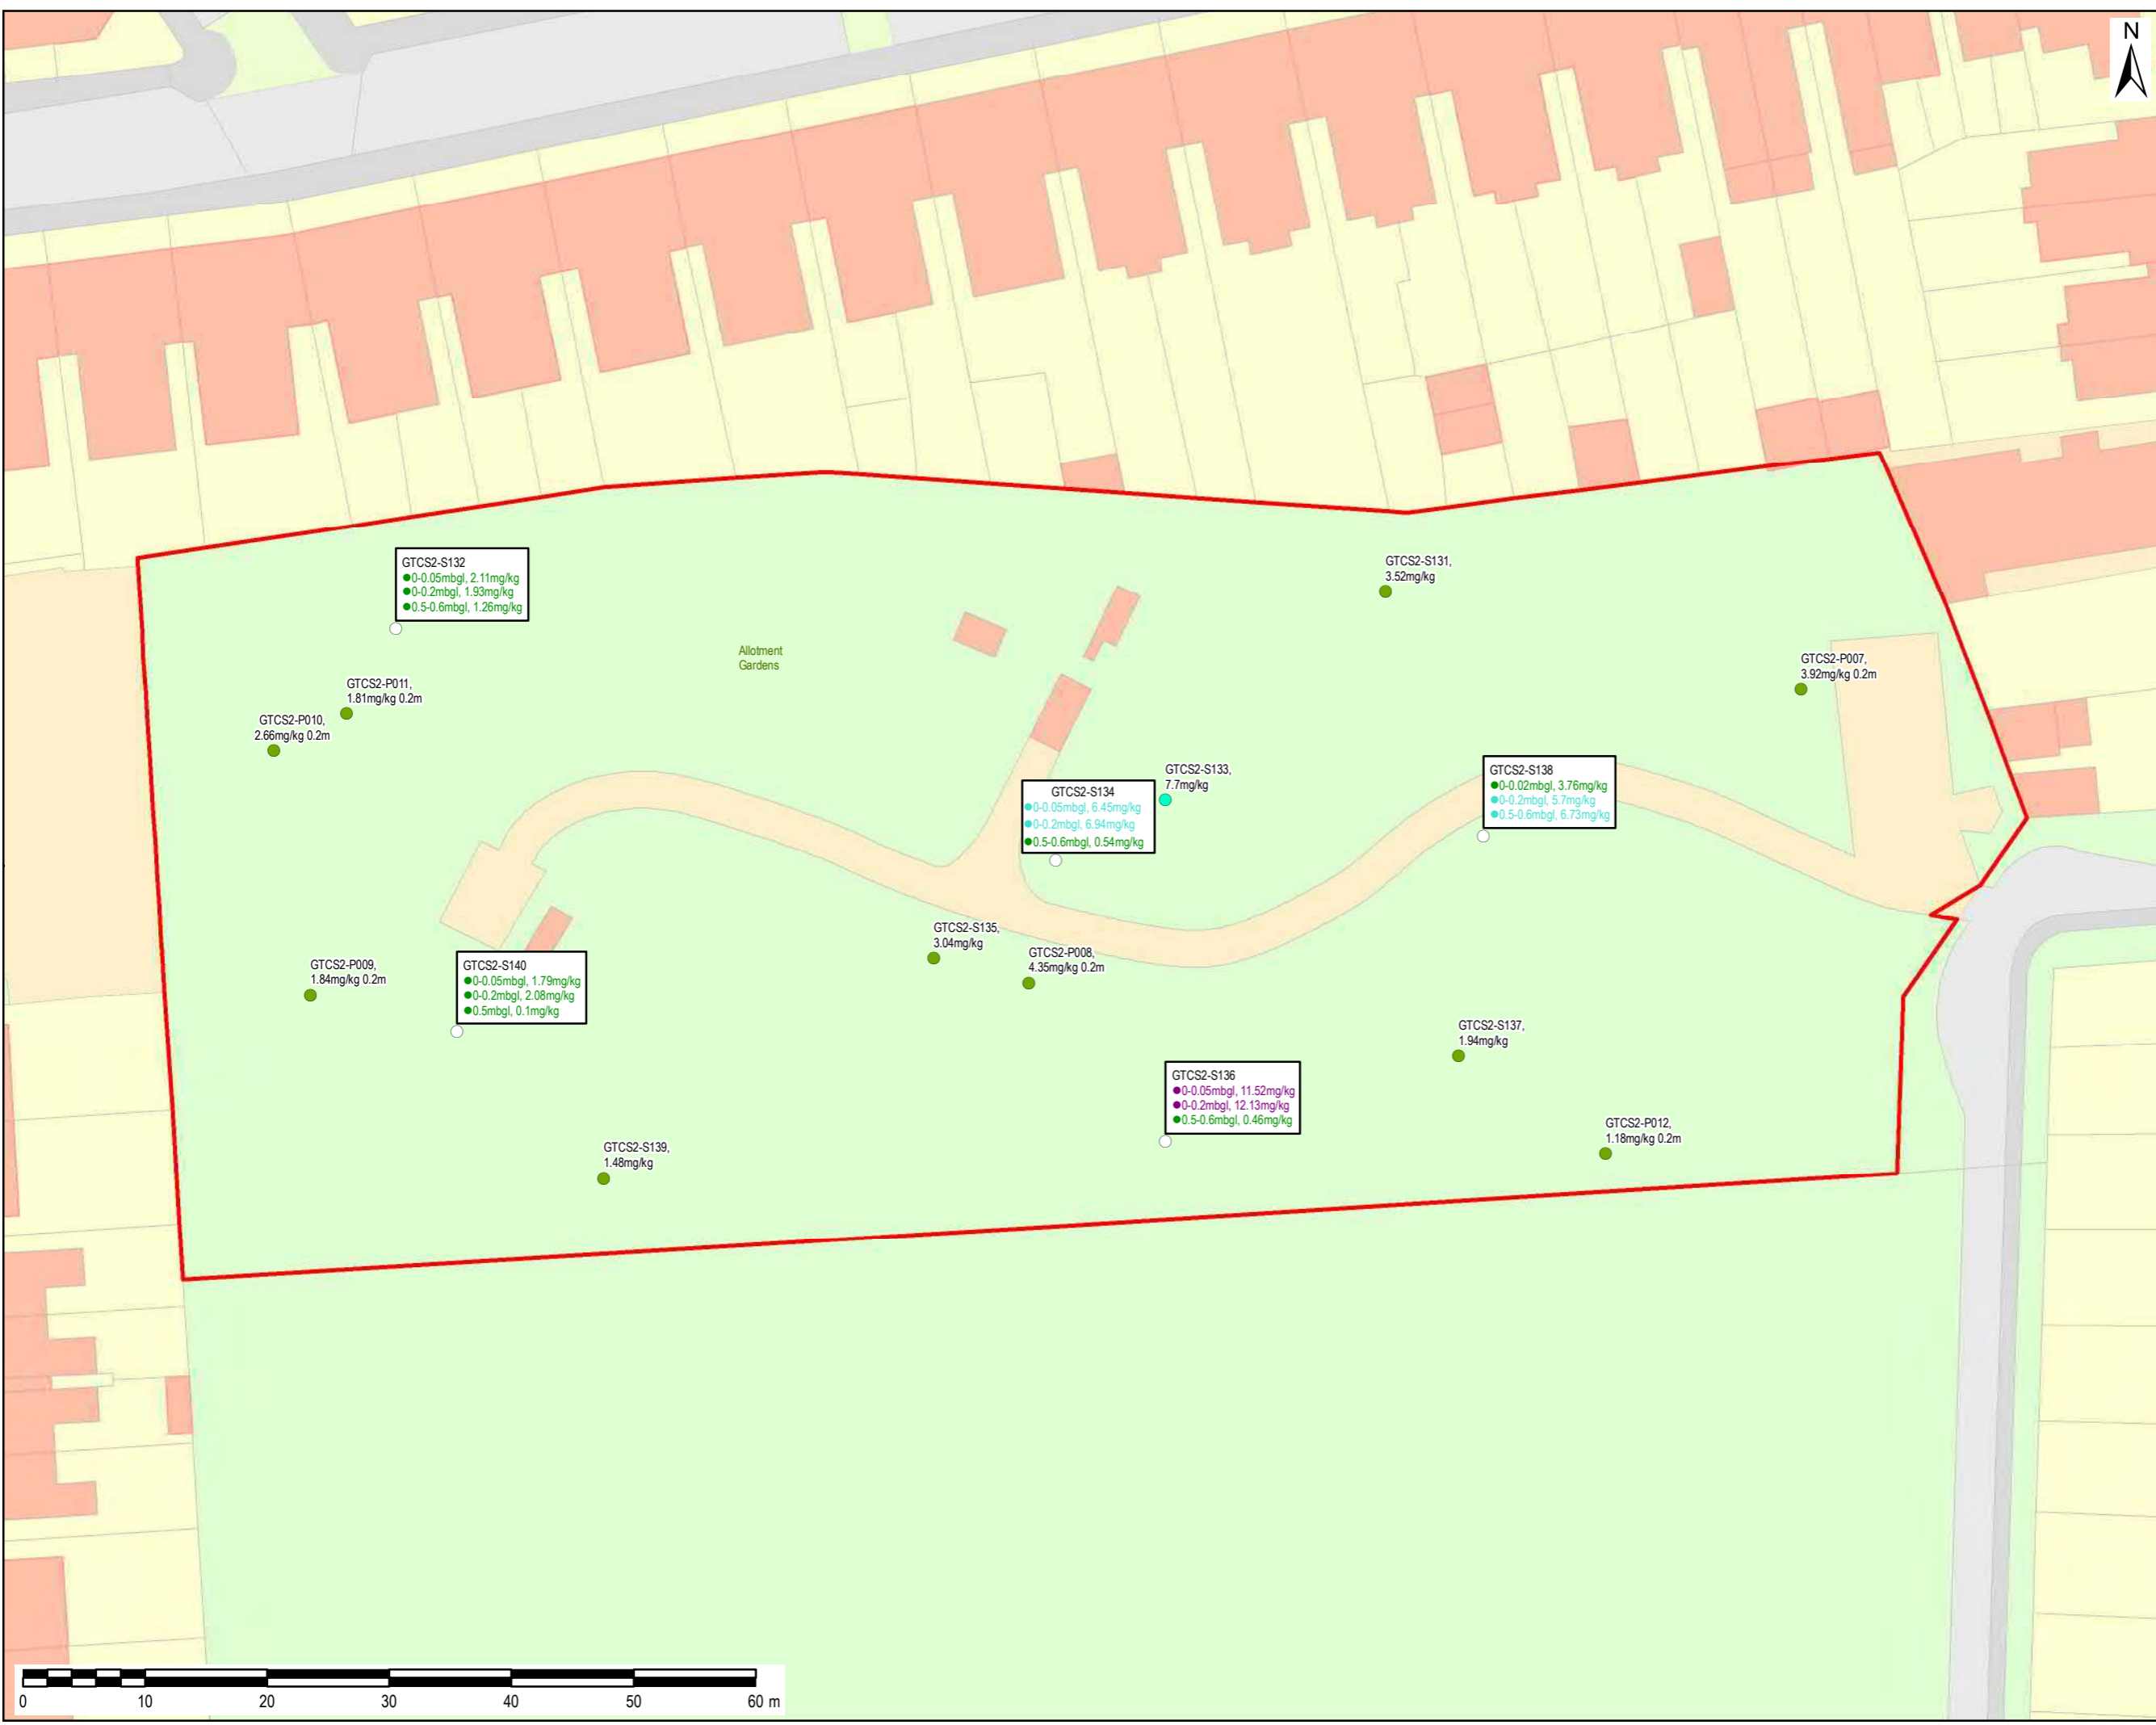 N
GTCS2-S132
0-0.05mbgl, 2.11mg/kg
0-0.2mbgl, 1.93mg/kg
0.5-0.6mbgl, 1.26mg/kg
GTCS2-S131,
3.52mg/kg
Allotment
Gardens
GTCS2-P007,
3.92mg/kg 0.2m
GTCS2-P011,
1.81mg/kg 0.2m
GTCS2-P010,
2.66mg/kg 0.2m
GTCS2-S134
0-0.05mbgl, 6.45mg/kg
0-0.2mbgl, 6.94mg/kg
0.5-0.6mbgl, 0.54mg/kg
GTCS2-S133,
7.7mg/kg
GTCS2-S138
0-0.02mbgl, 3.76mg/kg
0-0.2mbgl, 5.7mg/kg
0.5-0.6mbgl, 6.73mg/kg
GTCS2-S135,
3.04mg/kg
GTCS2-P008,
4.35mg/kg 0.2m
GTCS2-P009,
1.84mg/kg 0.2m
GTCS2-S140
0-0.05mbgl, 1.79mg/kg
0-0.2mbgl, 2.08mg/kg
0.5mbgl, 0.1mg/kg
GTCS2-S137,
1.94mg/kg
GTCS2-S136
0-0.05mbgl, 11.52mg/kg
0-0.2mbgl, 12.13mg/kg
0.5-0.6mbgl, 0.46mg/kg
GTCS2-P012,
1.18mg/kg 0.2m
GTCS2-S139,
1.48mg/kg
0 10 20 30 40 50 60 m